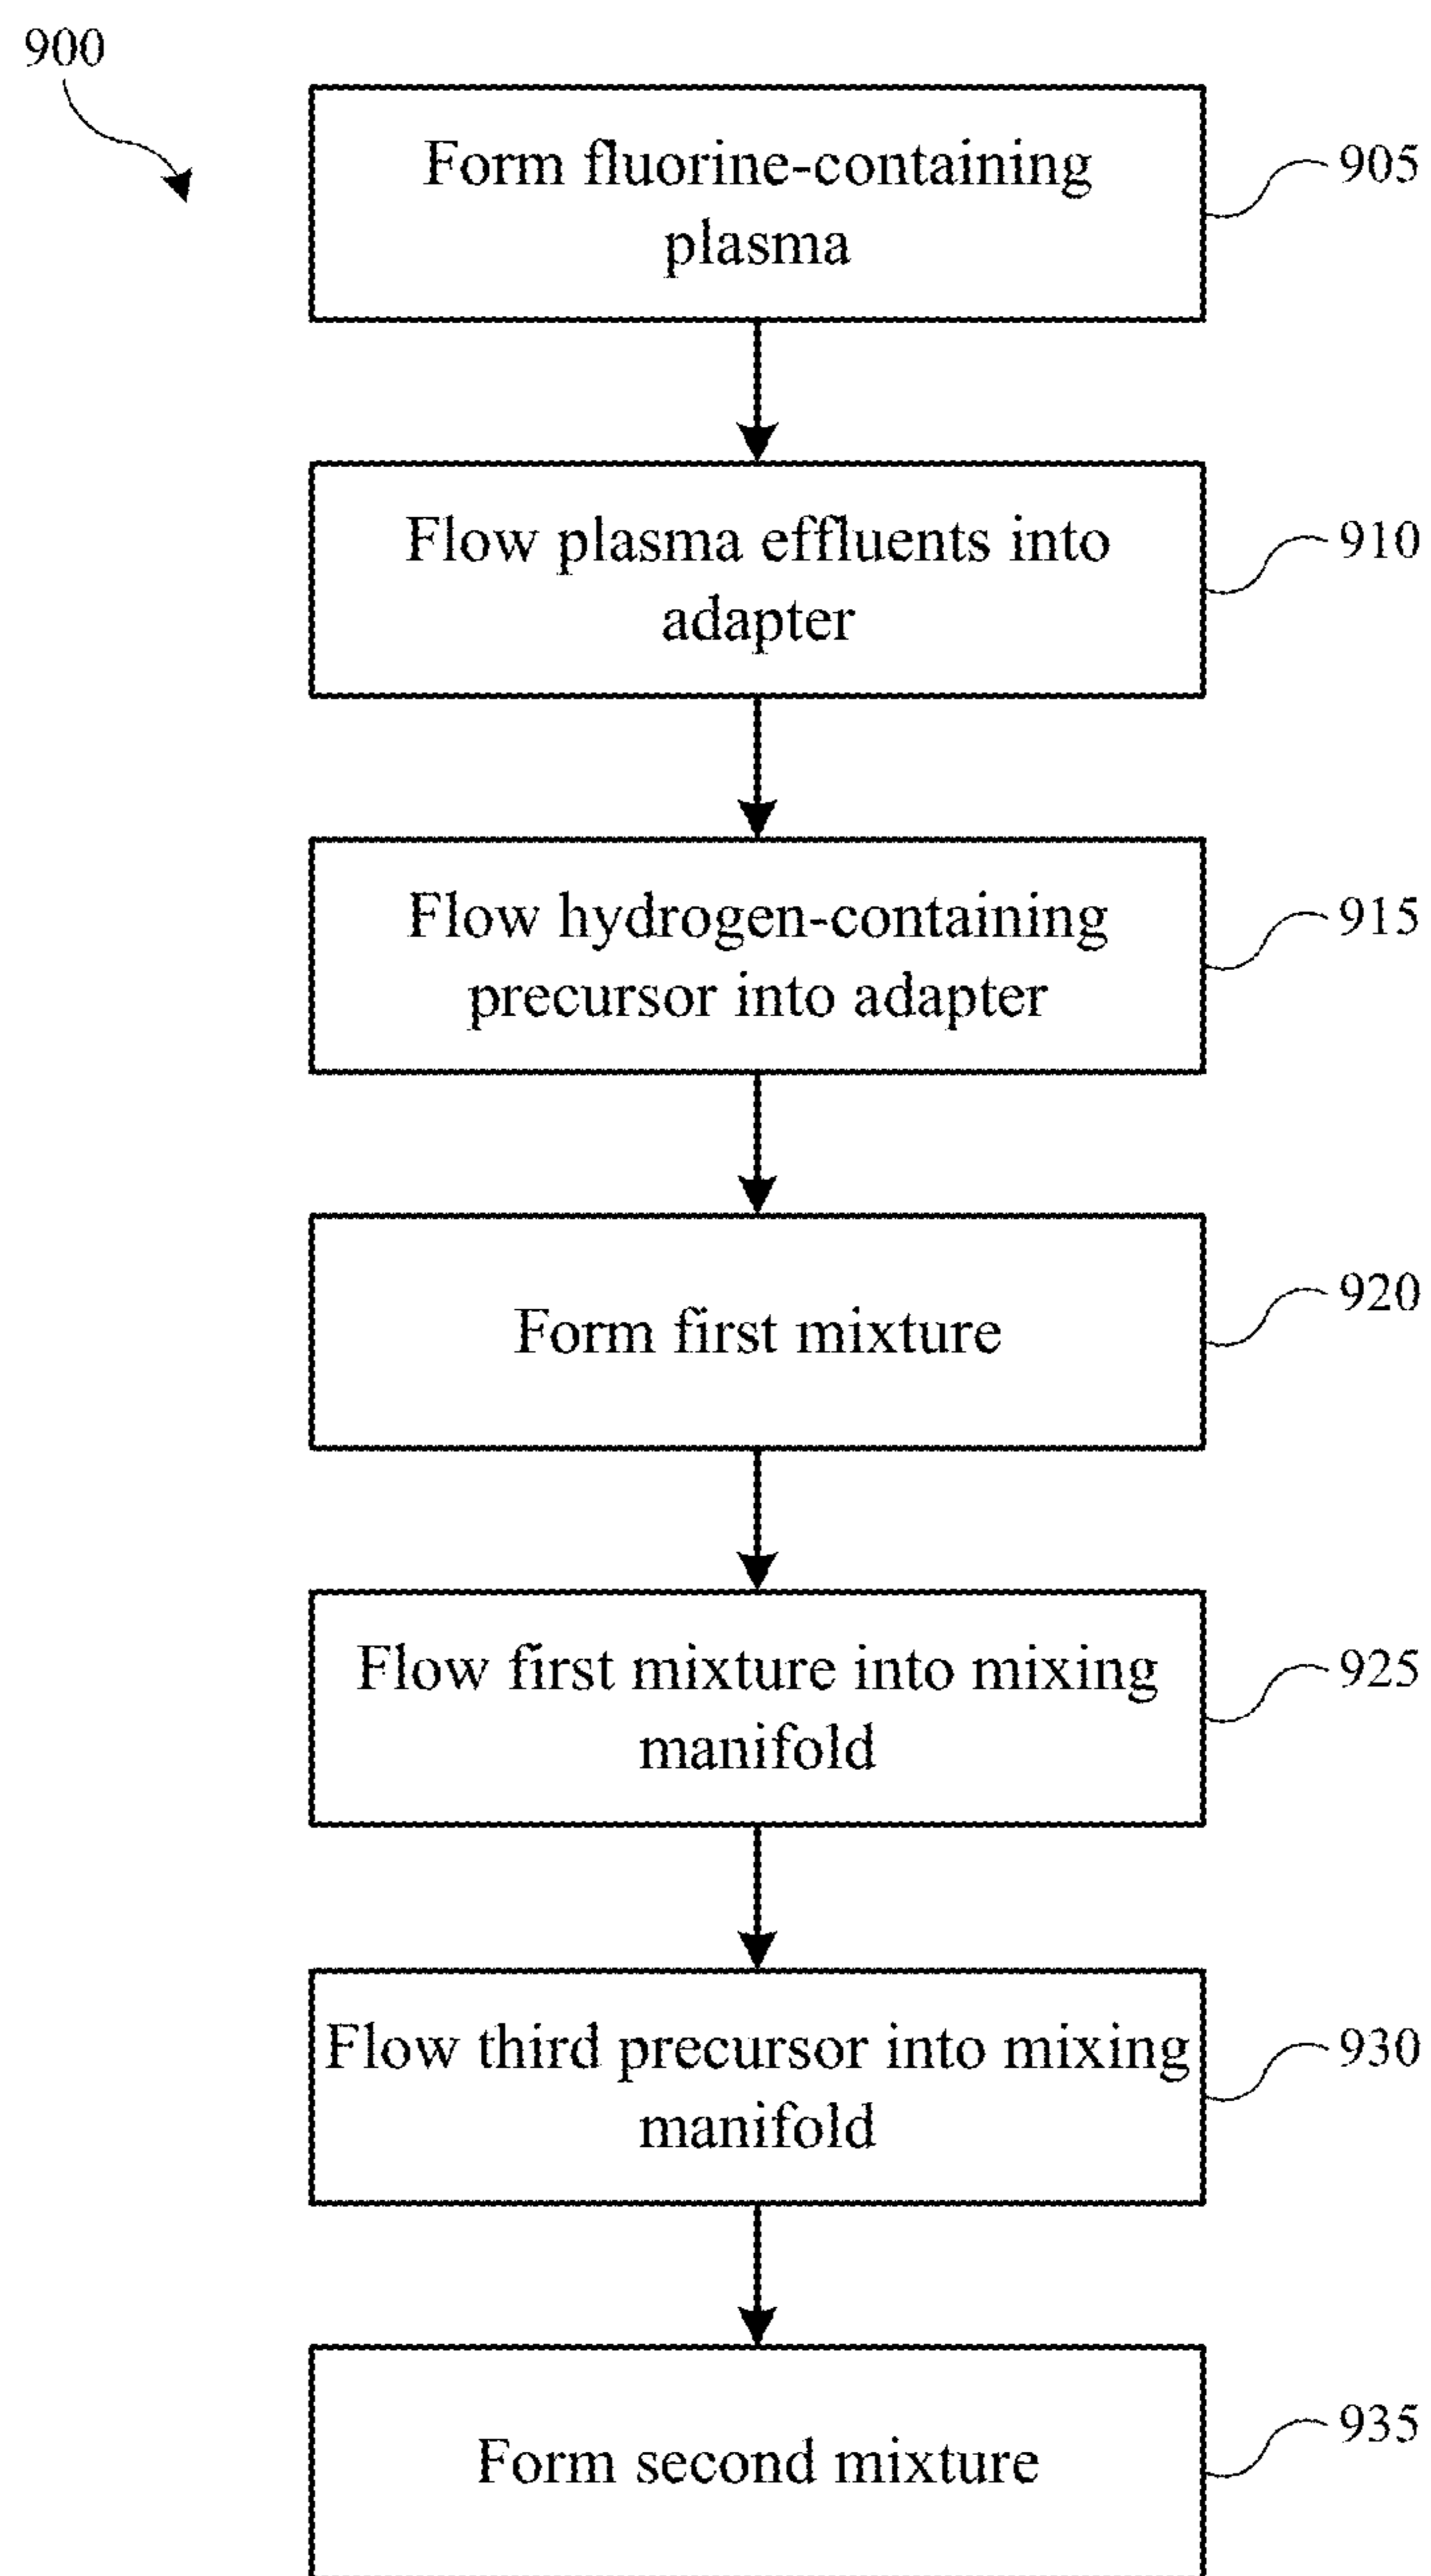 900
Form fluorine-containing
plasma
905
Flow plasma effluents into
adapter
910
Flow hydrogen-containing
precursor into adapter
915
Form first mixture
920
Flow first mixture into mixing
manifold
925
Flow third precursor into mixing
manifold
930
Form second mixture
935